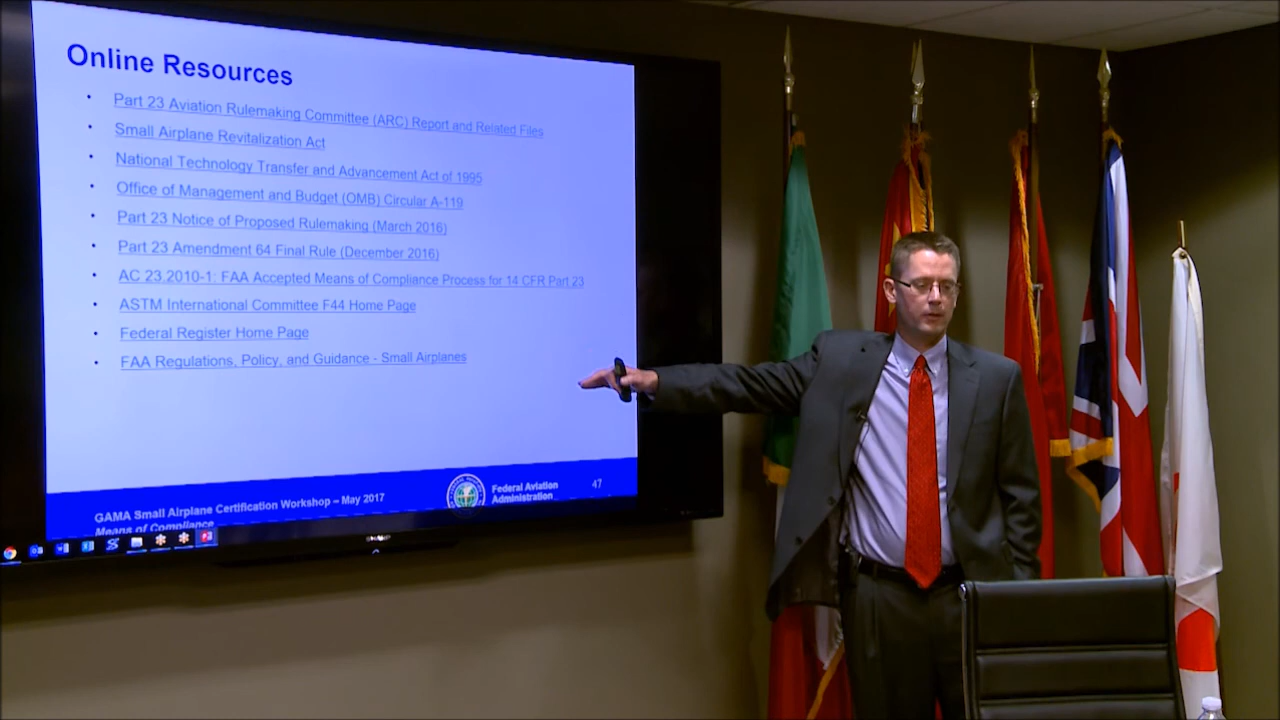 Online Resources
Part 23 Aviation Rulemaking Committee (ARC) Report and Related Files
Small Airplane Revitalization Act
National Technology Transfer and Advancement Act of 1995
Office of Management and Budget (OMB) Circular A-119
Part 23 Notice of Proposed Rulemaking (March 2016)
Part 23 Amendment 64 Final Rule (December 2016)
AC 23.2010-1: FAA Accepted Means of Compliance Process for 14 CFR Part 23
ASTM International Committee F44 Home Page
Federal Register Home Page
FAA Regulations, Policy, and Guidance - Small Airplanes
GAMA Small Airplane Certification Workshop – May 2017
Means of Compliance
Federal Aviation
Administration
47